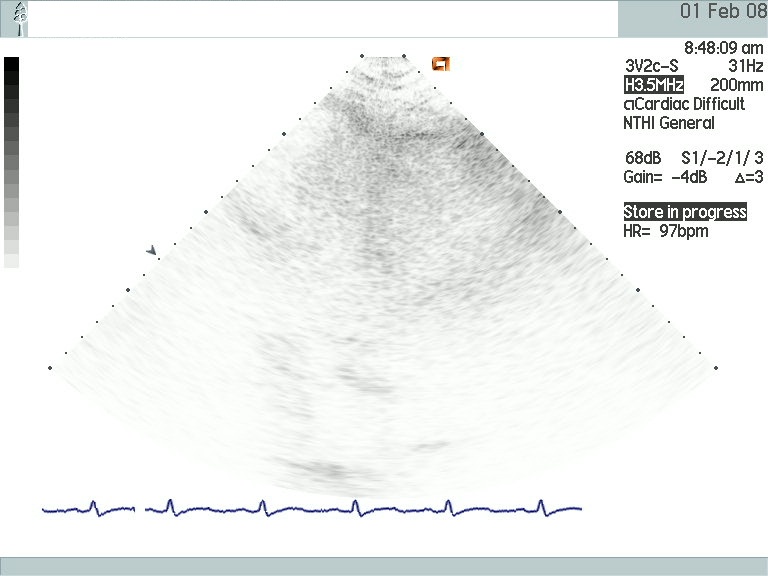 01 Feb 08
8:48:09 am
3V2c-S 31Hz
H3.5MHz 200mm
Cardiac Difficult
NTHI General
68dB S1/-2/1/3
Gain= -4dB Δ=3
Store in progress
HR= 97bpm